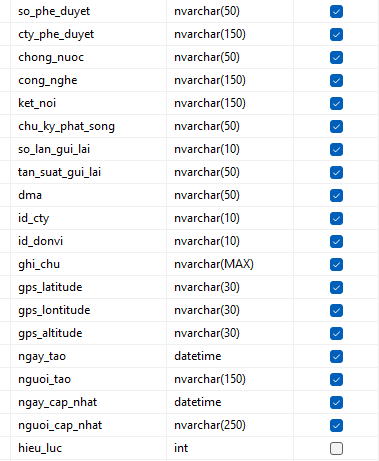 so_phe_duyet nvarchar(50)
cty_phe_duyet nvarchar(150)
chong_nuoc nvarchar(50)
cong_nghe nvarchar(150)
ket_noi nvarchar(150)
chu_ky_phat_song nvarchar(50)
so_lan_gui_lai nvarchar(10)
tan_suat_gui_lai nvarchar(50)
dma nvarchar(50)
id_cty nvarchar(10)
id_donvi nvarchar(10)
ghi_chu nvarchar(MAX)
gps_latitude nvarchar(30)
gps_lontitude nvarchar(30)
gps_altitude nvarchar(30)
ngay_tao datetime
nguoi_tao nvarchar(150)
ngay_cap_nhat datetime
nguoi_cap_nhat nvarchar(250)
hieu_luc int